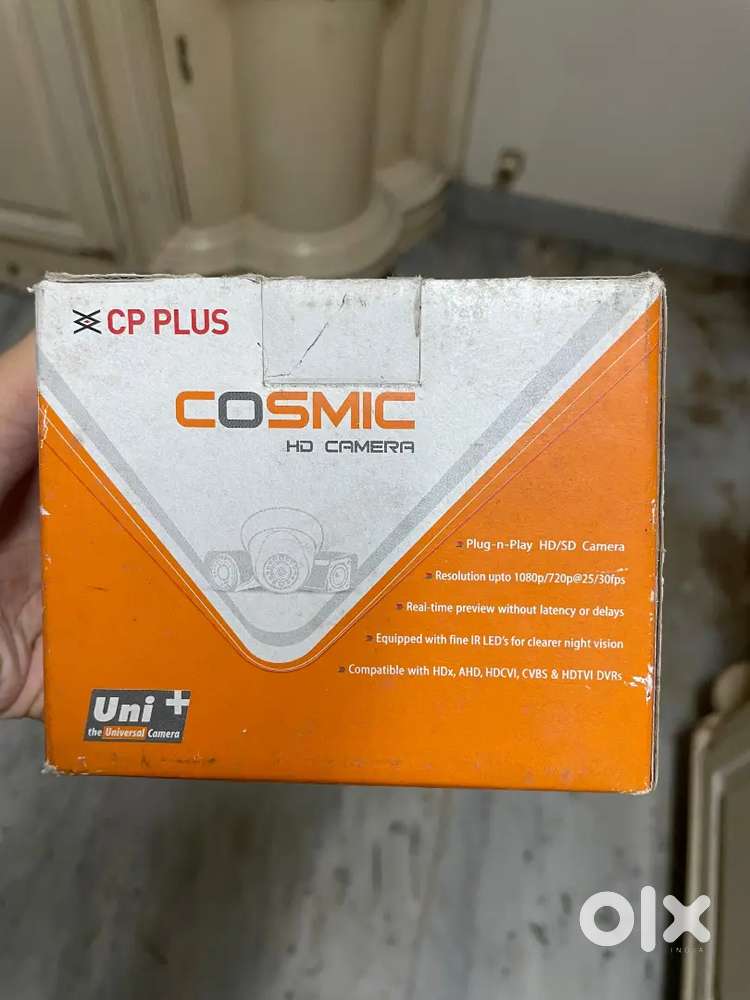 CP PLUS
COSMIC
HD CAMERA
Plug-n-Play HD/SD Camera
Resolution upto 1080p/720p@25/30fps
Real-time preview without latency or delays
Equipped with fine IR LED's for clearer night vision
Compatible with HDx, AHD, HDCVI, CVBS & HDTVI DVRs
Uni +
the Universal Camera
olx
INDIA